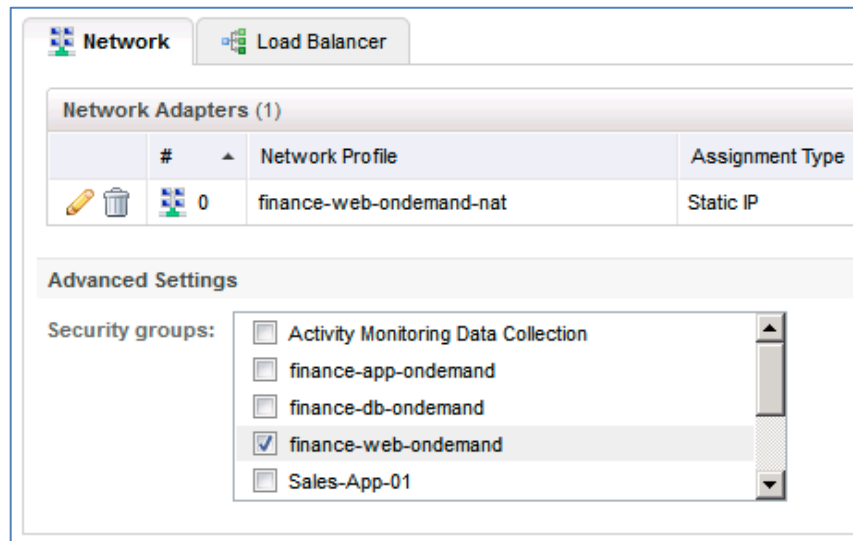 Network
Load Balancer
Network Adapters (1)
# Network Profile Assignment Type
0 finance-web-ondemand-nat Static IP
Advanced Settings
Security groups:
Activity Monitoring Data Collection
finance-app-ondemand
finance-db-ondemand
finance-web-ondemand
Sales-App-01